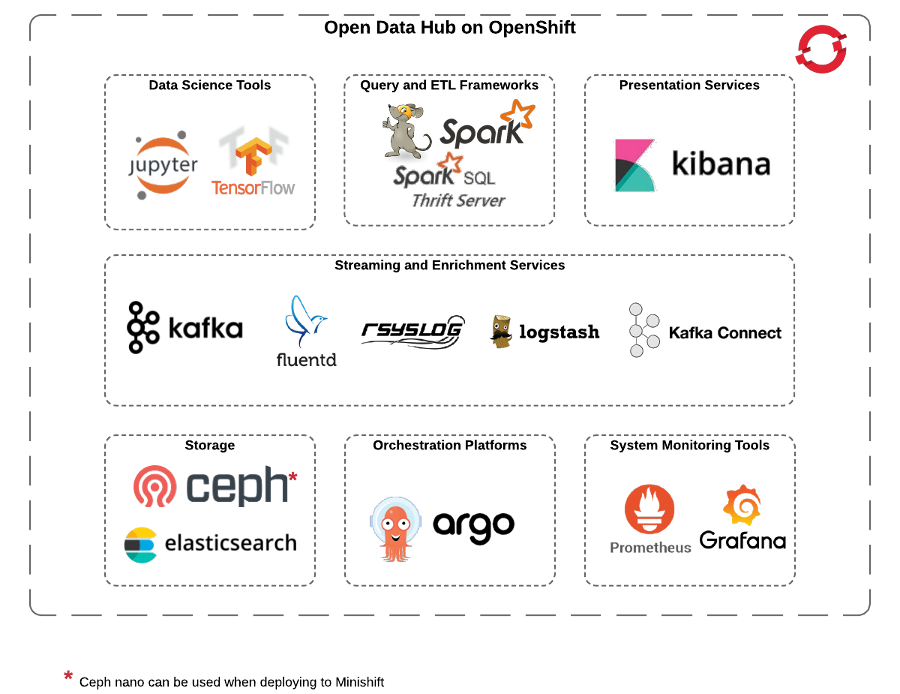 Open Data Hub on OpenShift
Data Science Tools
jupyter
TensorFlow
Query and ETL Frameworks
Spark
Spark SQL
Thrift Server
Presentation Services
kibana
Streaming and Enrichment Services
kafka
fluentd
rsyslog
logstash
Kafka Connect
Storage
ceph*
elasticsearch
Orchestration Platforms
argo
System Monitoring Tools
Prometheus
Grafana
* Ceph nano can be used when deploying to Minishift